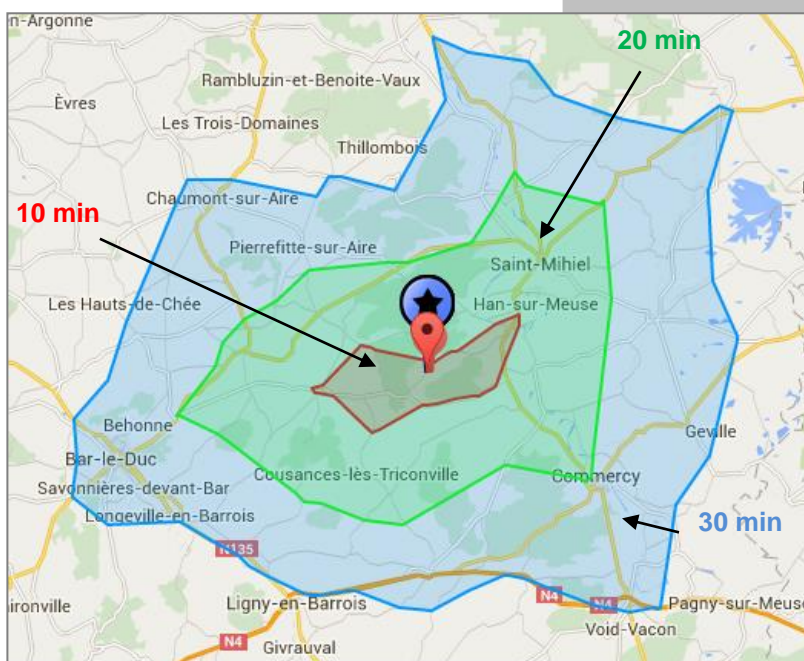 n-Argonne
20 min
Rambluzin-et-Benoite-Vaux
Èvres
Les Trois-Domaines
Thillombois
Chaumont-sur-Aire
10 min
Pierrefitte-sur-Aire
Saint-Mihiel
Les Hauts-de-Chée
Han-sur-Meuse
Behonne
Geville
Bar-le-Duc
Cousances-lès-Triconville
Commercy
Savonnières-devant-Bar
Longeville-en-Barrois
30 min
N135
Ligny-en-Barrois
N4
N4
Pagny-sur-Meuse
ironville
Void-Vacon
N4
Givrauval